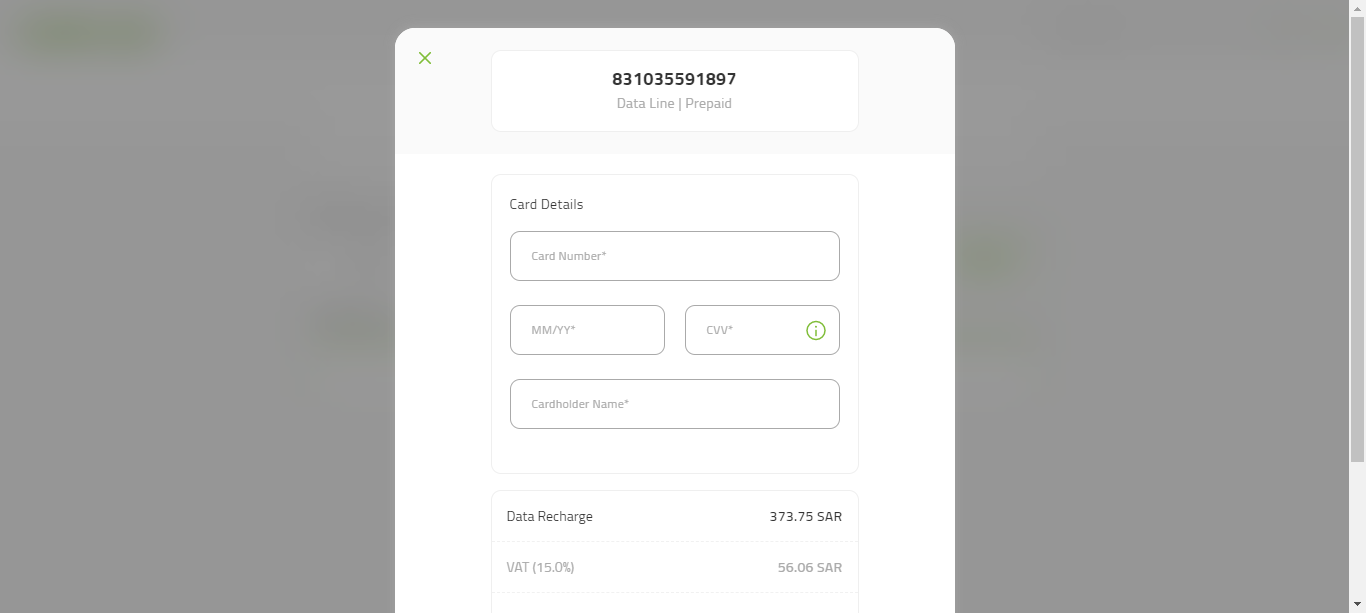 831035591897
Data Line | Prepaid
Card Details
Card Number*
MM/YY*
CVV*
Cardholder Name*
Data Recharge 373.75 SAR
VAT (15.0%) 56.06 SAR